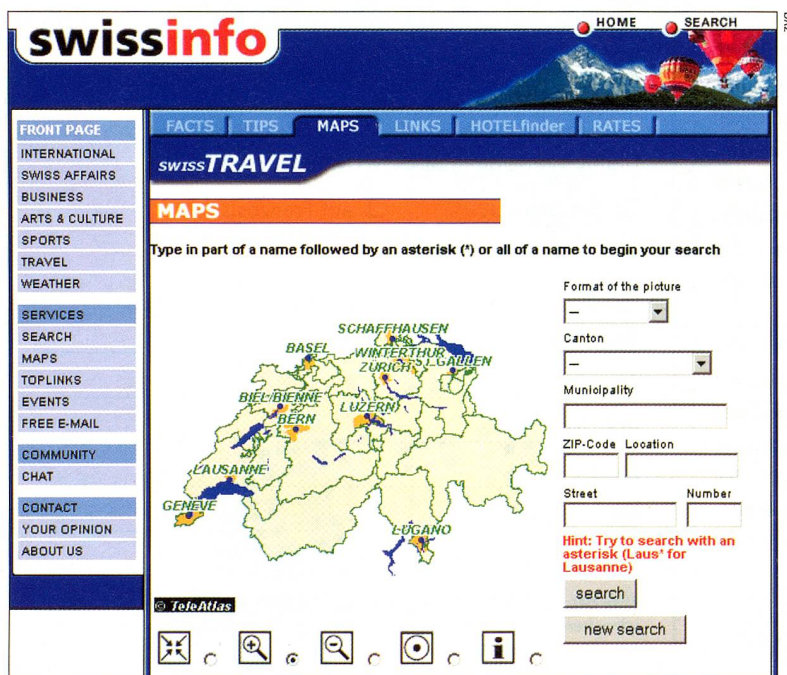 HOME
SEARCH
swissinfo
FACTS
TIPS
MAPS
LINKS
HOTELfinder
RATES
swissTRAVEL
FRONT PAGE
INTERNATIONAL
SWISS AFFAIRS
BUSINESS
ARTS & CULTURE
SPORTS
TRAVEL
WEATHER
SERVICES
SEARCH
MAPS
TOPLINKS
EVENTS
FREE E-MAIL
COMMUNITY
CHAT
CONTACT
YOUR OPINION
ABOUT US
MAPS
Type in part of a name followed by an asterisk (*) or all of a name to begin your search
SCHAFFHAUSEN
BASEL
WINTERTHUR
ST. GALLEN
ZÜRICH
BIEL/BIENNE
LUZERN
BERN
LAUSANNE
GENEVE
LUGANO
© TeleAtlas
Format of the picture
--
Canton
--
Municipality
ZIP-Code Location
Street Number
Hint: Try to search with an
asterisk (Laus* for
Lausanne)
search
new search